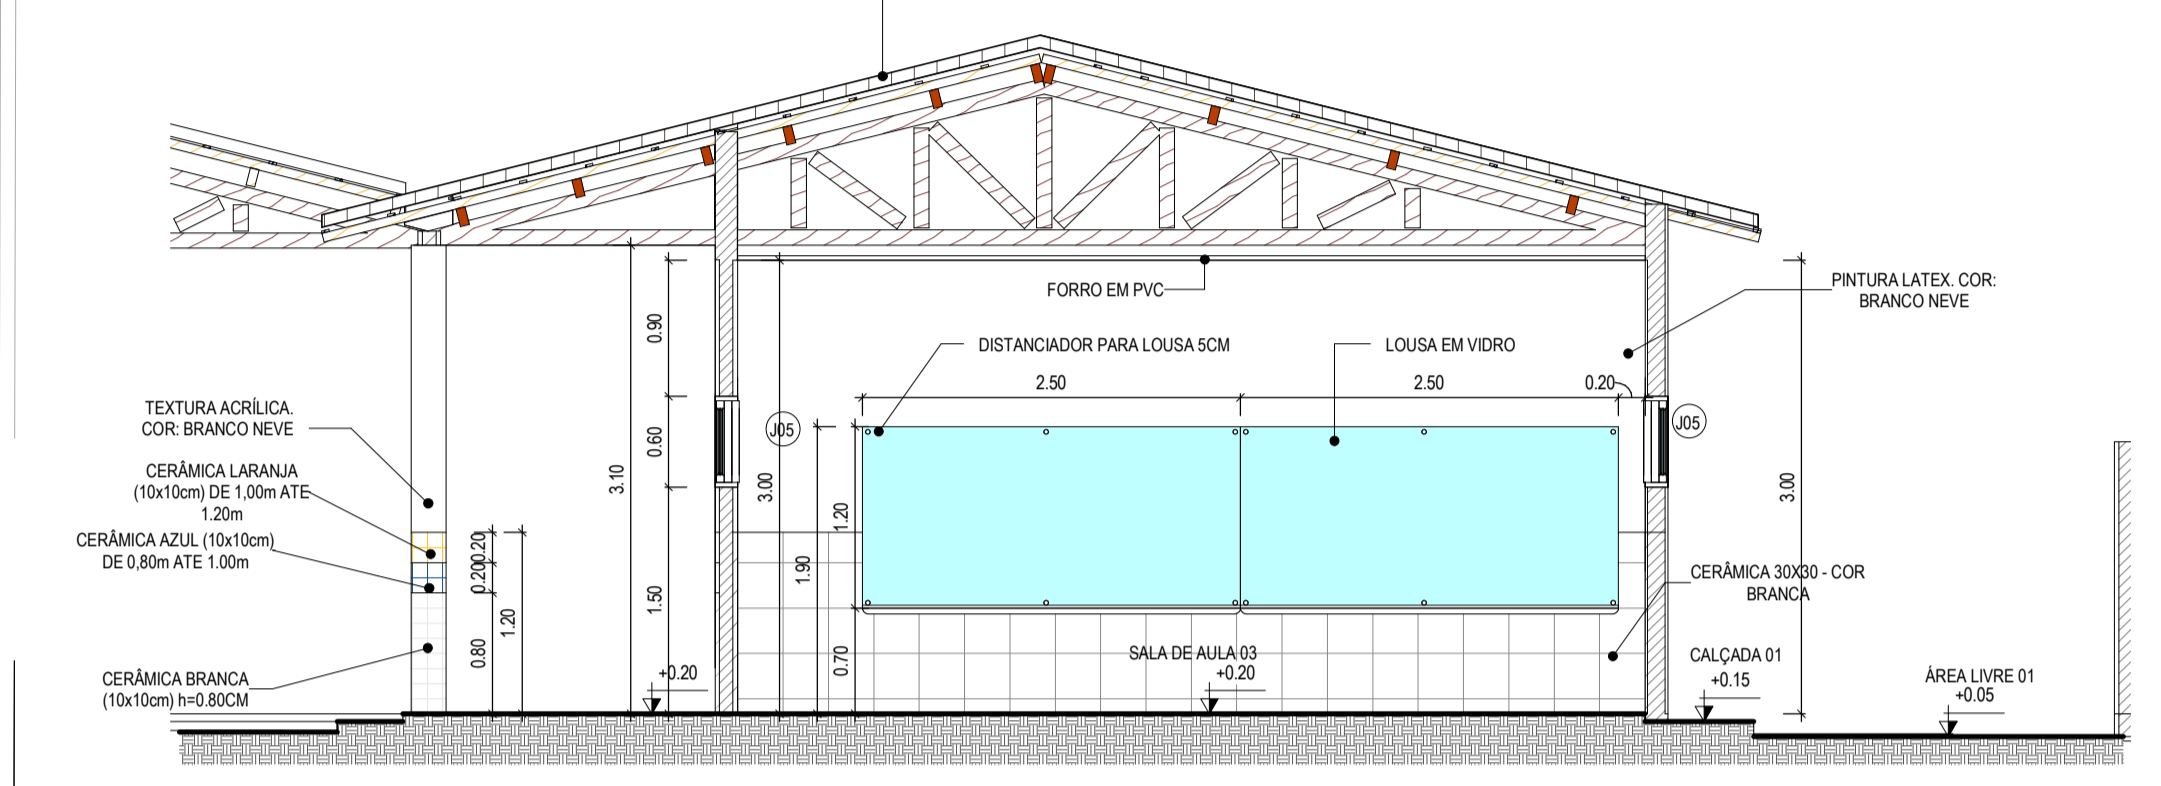 FORRO EM PVC
PINTURA LATEX. COR:
BRANCO NEVE
DISTANCIADOR PARA LOUSA 5CM
LOUSA EM VIDRO
2.50
2.50
0.20
0.90
0.60
1.50
3.10
3.00
3.00
J05
J05
TEXTURA ACRÍLICA.
COR: BRANCO NEVE
CERÂMICA LARANJA
(10x10cm) DE 1,00m ATE
1.20m
CERÂMICA AZUL (10x10cm)
DE 0,80m ATE 1.00m
CERÂMICA BRANCA
(10x10cm) h=0.80CM
0.20
0.20
0.80
1.20
1.20
1.90
0.70
+0.20
SALA DE AULA 03
+0.20
CERÂMICA 30X30 - COR
BRANCA
CALÇADA 01
+0.15
ÁREA LIVRE 01
+0.05